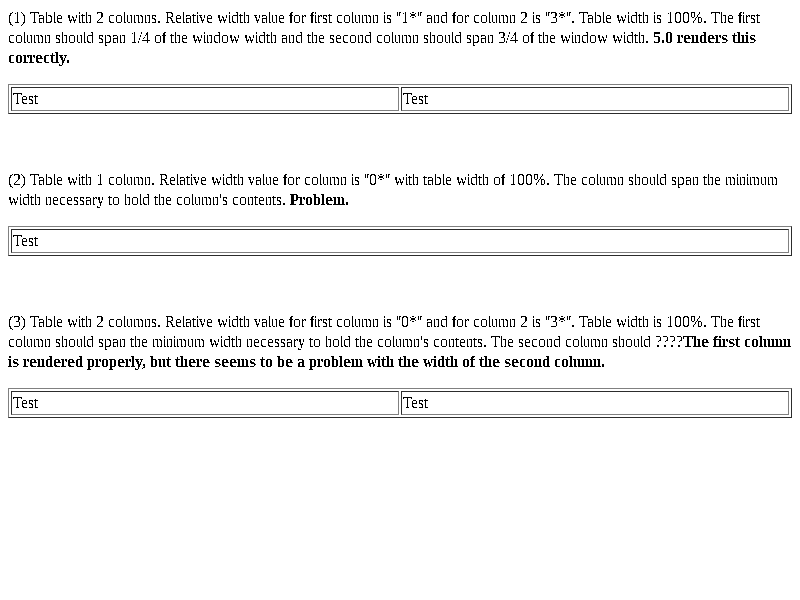 (1) Table with 2 columns. Relative width value for first column is "1*" and for column 2 is "3*". Table width is 100%. The first
column should span 1/4 of the window width and the second column should span 3/4 of the window width. 5.0 renders this
correctly.
Test Test
(2) Table with 1 column. Relative width value for column is "0*" with table width of 100%. The column should span the minimum
width necessary to hold the column's contents. Problem.
Test
(3) Table with 2 columns. Relative width value for first column is "0*" and for column 2 is "3*". Table width is 100%. The first
column should span the minimum width necessary to hold the column's contents. The second column should ????The first column
is rendered properly, but there seems to be a problem with the width of the second column.
Test Test